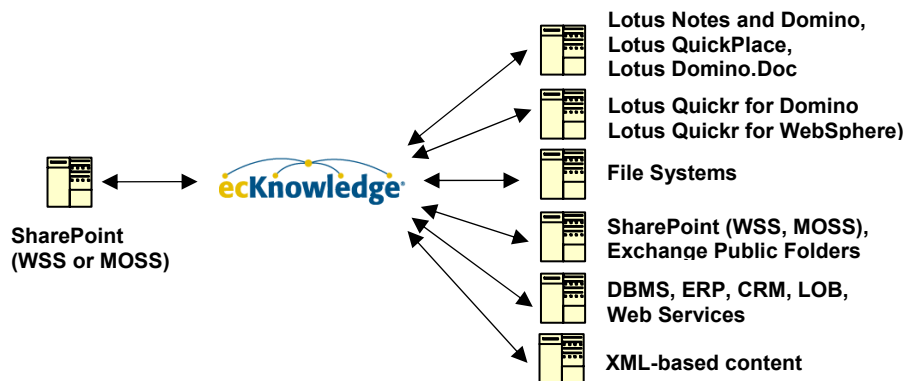 Lotus Notes and Domino,
Lotus QuickPlace,
Lotus Domino.Doc
Lotus Quickr for Domino
Lotus Quickr for WebSphere)
ecKnowledge
File Systems
SharePoint
(WSS or MOSS)
SharePoint (WSS, MOSS),
Exchange Public Folders
DBMS, ERP, CRM, LOB,
Web Services
XML-based content